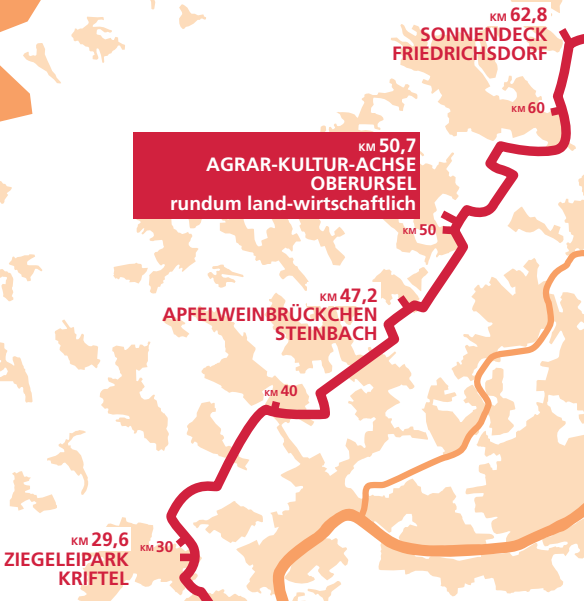 KM 62,8
SONNENDECK
FRIEDRICHSDORF
KM 60
KM 50,7
AGRAR-KULTUR-ACHSE
OBERURSEL
rundum land-wirtschaftlich
KM 50
KM 47,2
APFELWEINBRÜCKCHEN
STEINBACH
KM 40
KM 29,6
ZIEGELEIPARK
KRIFTEL
KM 30